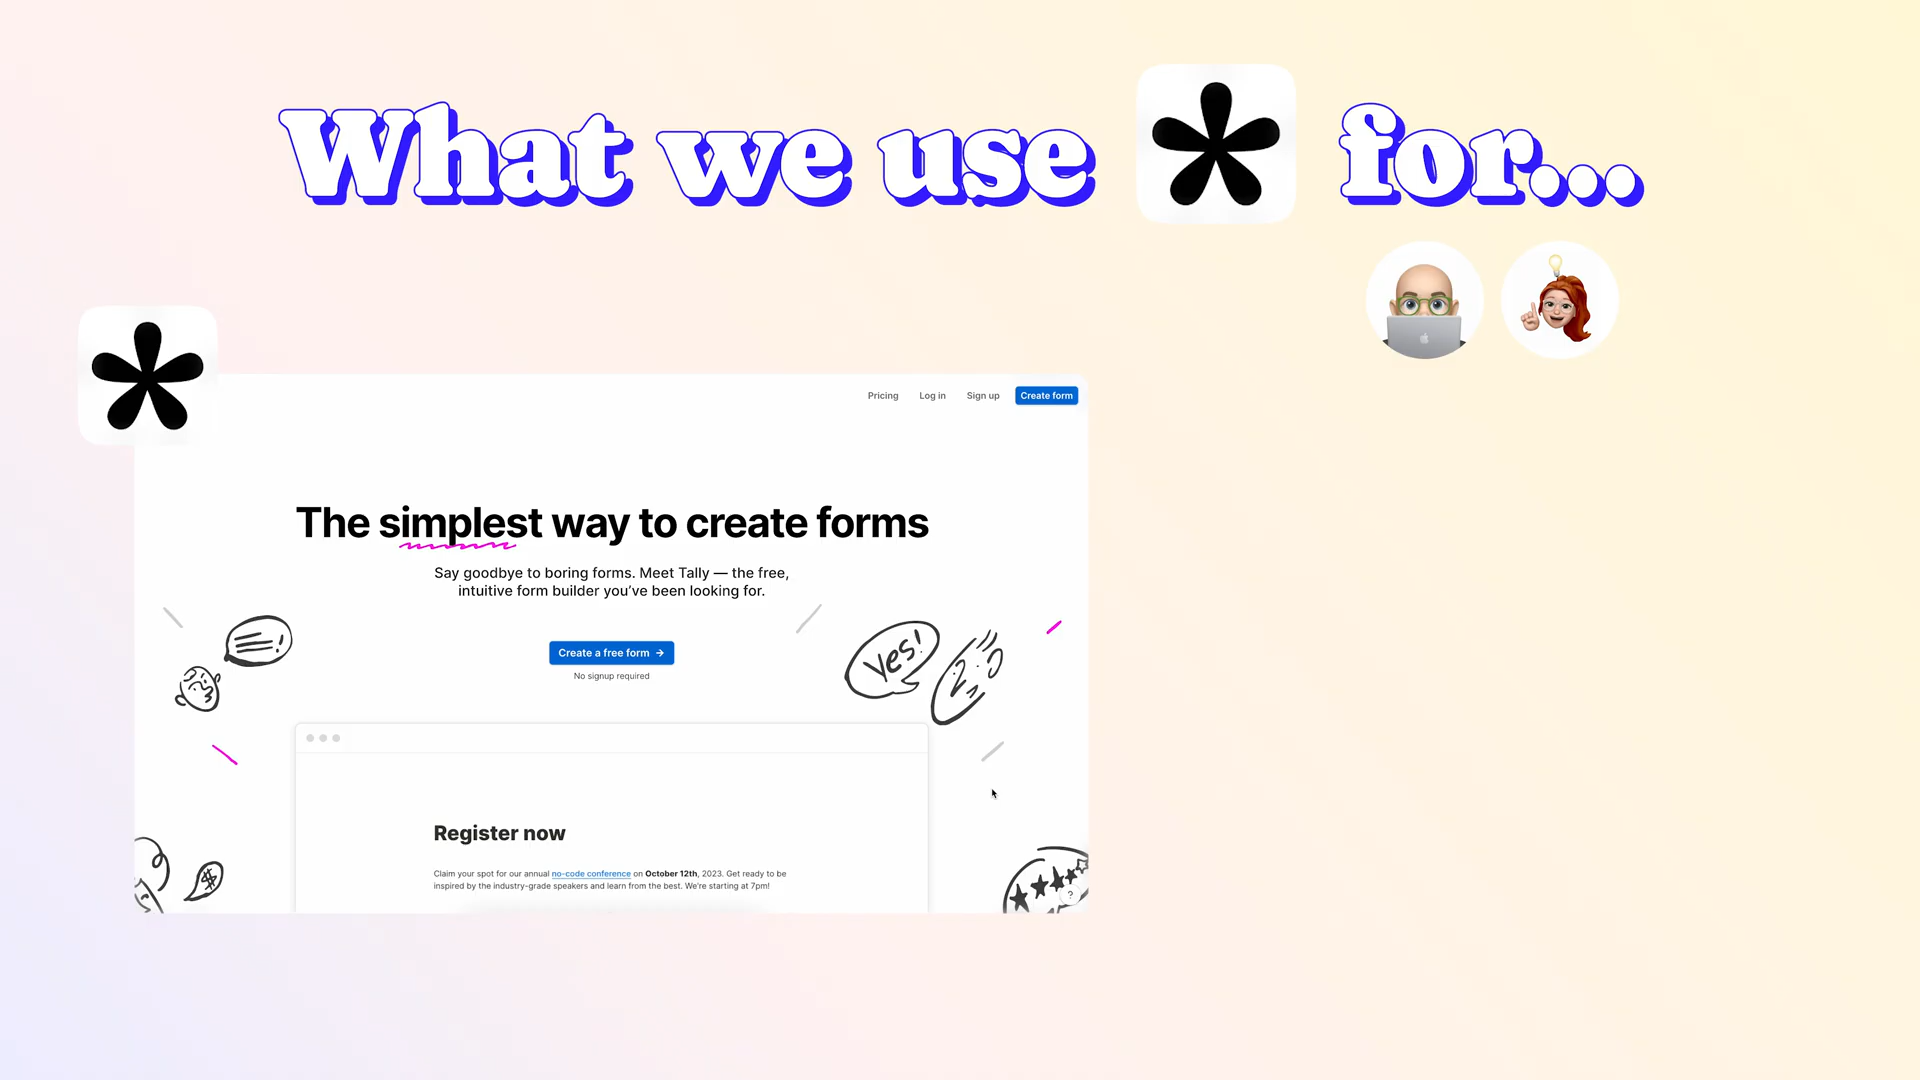 What we use for...
Pricing Log in Sign up Create form
The simplest way to create forms
Say goodbye to boring forms. Meet Tally — the free,
intuitive form builder you've been looking for.
Create a free form →
No signup required
Yes!
Register now
Claim your spot for our annual no-code conference on October 12th, 2023. Get ready to be
inspired by the industry-grade speakers and learn from the best. We're starting at 7pm!
$
?